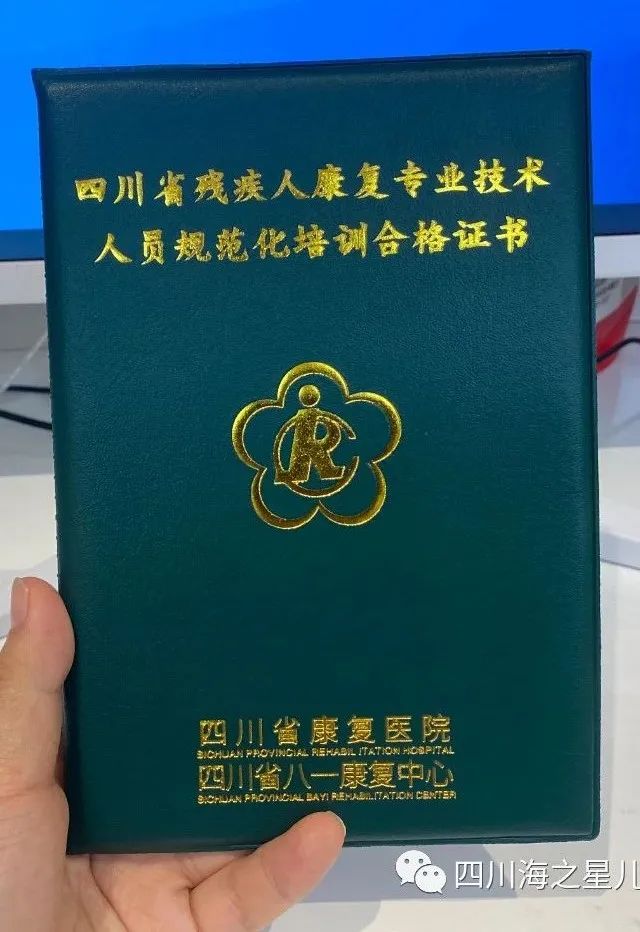 四川省残疾人康复专业技术
人员规范化培训合格证书
四川省康复医院
SICHUAN PROVINCIAL REHABIL ITATION HOSPITAL
四川省八一康复中心
SICHUAN PROVINCIAL BAYI REHABILITATION CENTER
四川海之星儿